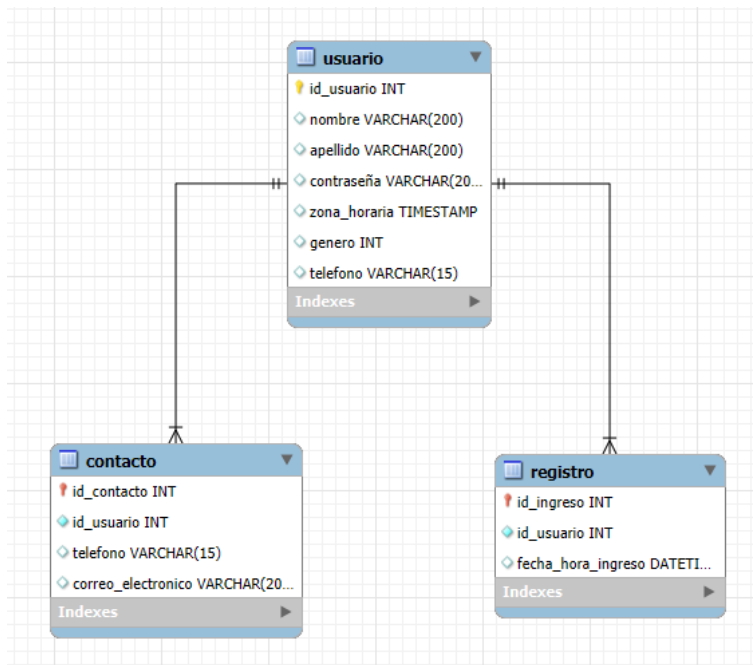 usuario
id_usuario INT
nombre VARCHAR(200)
apellido VARCHAR(200)
contraseña VARCHAR(20...
zona_horaria TIMESTAMP
genero INT
telefono VARCHAR(15)
Indexes
contacto
id_contacto INT
id_usuario INT
telefono VARCHAR(15)
correo_electronico VARCHAR(20...
Indexes
registro
id_ingreso INT
id_usuario INT
fecha_hora_ingreso DATETI...
Indexes